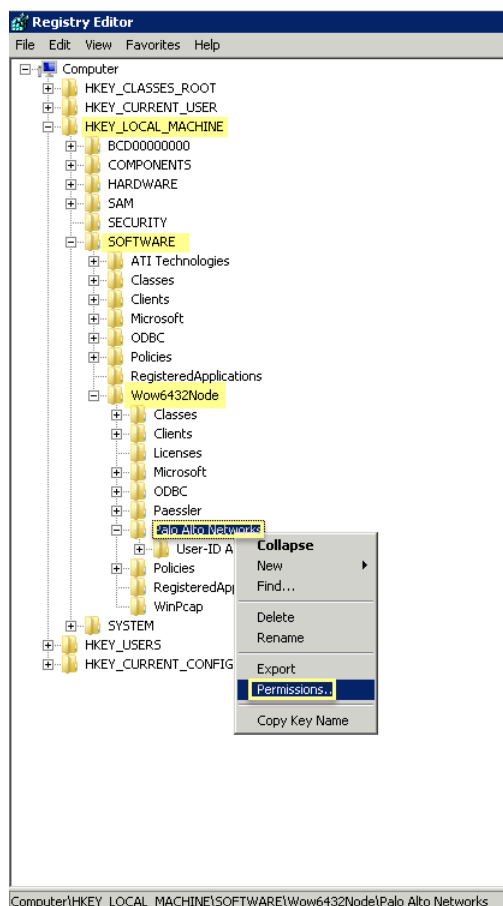 Registry Editor
File Edit View Favorites Help
Computer
HKEY_CLASSES_ROOT
HKEY_CURRENT_USER
HKEY_LOCAL_MACHINE
BCD00000000
COMPONENTS
HARDWARE
SAM
SECURITY
SOFTWARE
ATI Technologies
Classes
Clients
Microsoft
ODBC
Policies
RegisteredApplications
Wow6432Node
Classes
Clients
Licenses
Microsoft
ODBC
Paessler
Palo Alto Networks
User-ID A
Policies
RegisteredAp
WinPcap
SYSTEM
HKEY_USERS
HKEY_CURRENT_CONFIG
Collapse
New
Find...
Delete
Rename
Export
Permissions..
Copy Key Name
Computer\HKEY_LOCAL_MACHINE\SOFTWARE\Wow6432Node\Palo Alto Networks